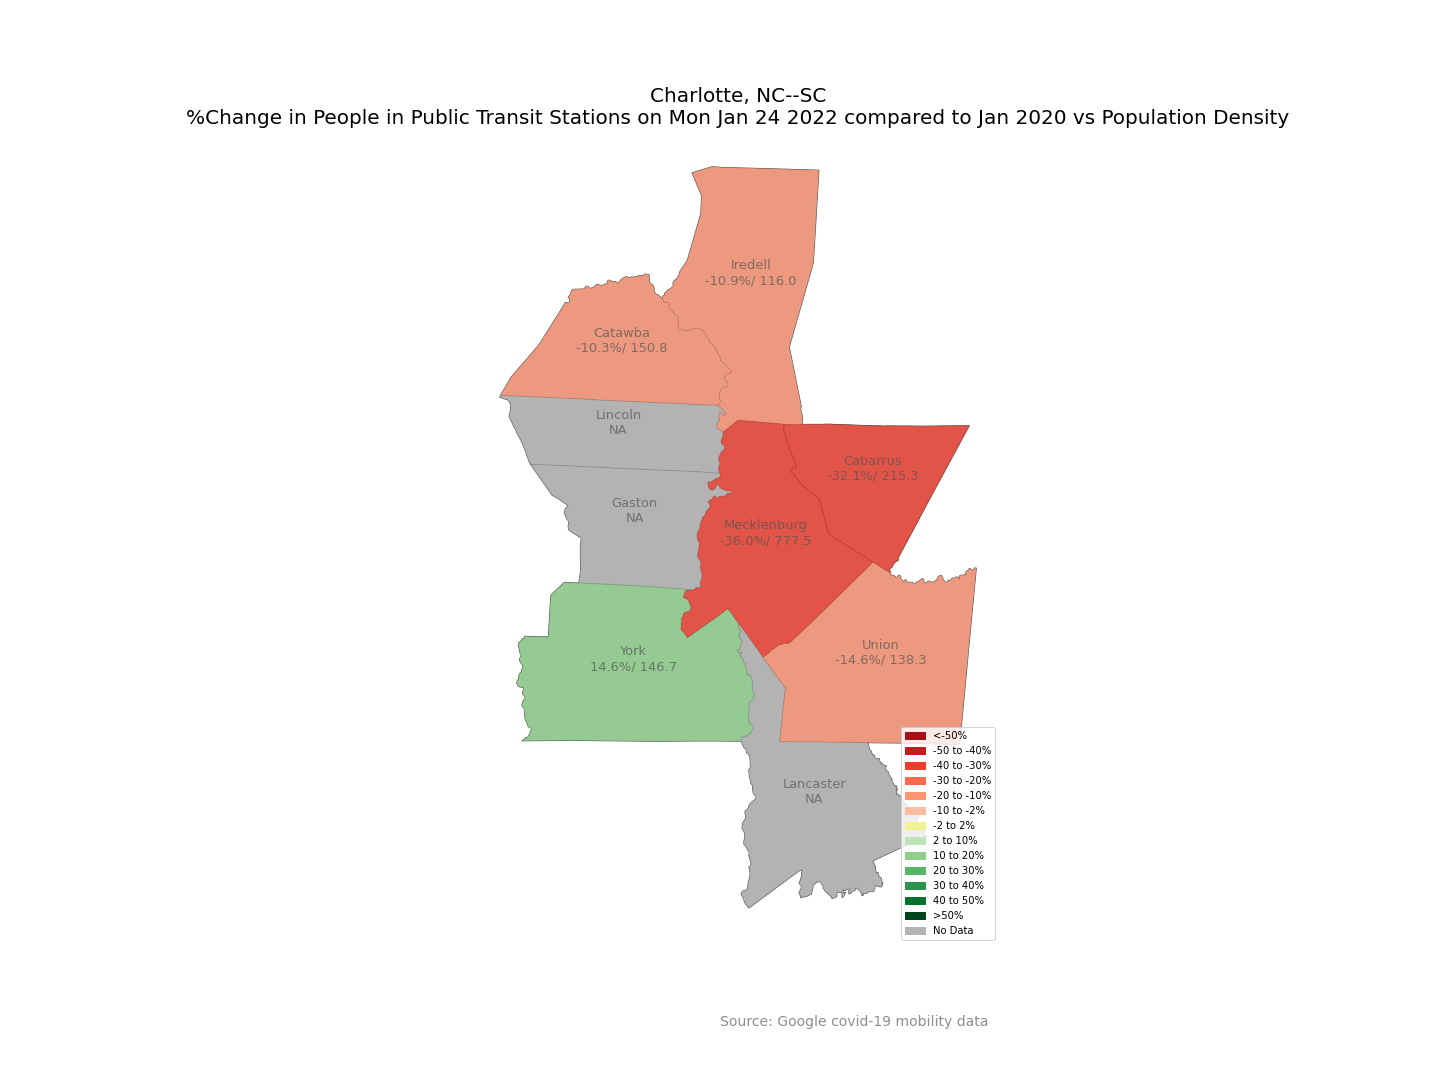 Charlotte, NC--SC
%Change in People in Public Transit Stations on Mon Jan 24 2022 compared to Jan 2020 vs Population Density
Iredell
-10.9%/ 116.0
Catawba
-10.3%/ 150.8
Lincoln
NA
Cabarrus
-32.1%/ 215.3
Gaston
NA
Mecklenburg
-36.0%/ 777.5
York
14.6%/ 146.7
Union
-14.6%/ 138.3
Lancaster
NA
<-50%
-50 to -40%
-40 to -30%
-30 to -20%
-20 to -10%
-10 to -2%
-2 to 2%
2 to 10%
10 to 20%
20 to 30%
30 to 40%
40 to 50%
>50%
No Data
Source: Google covid-19 mobility data